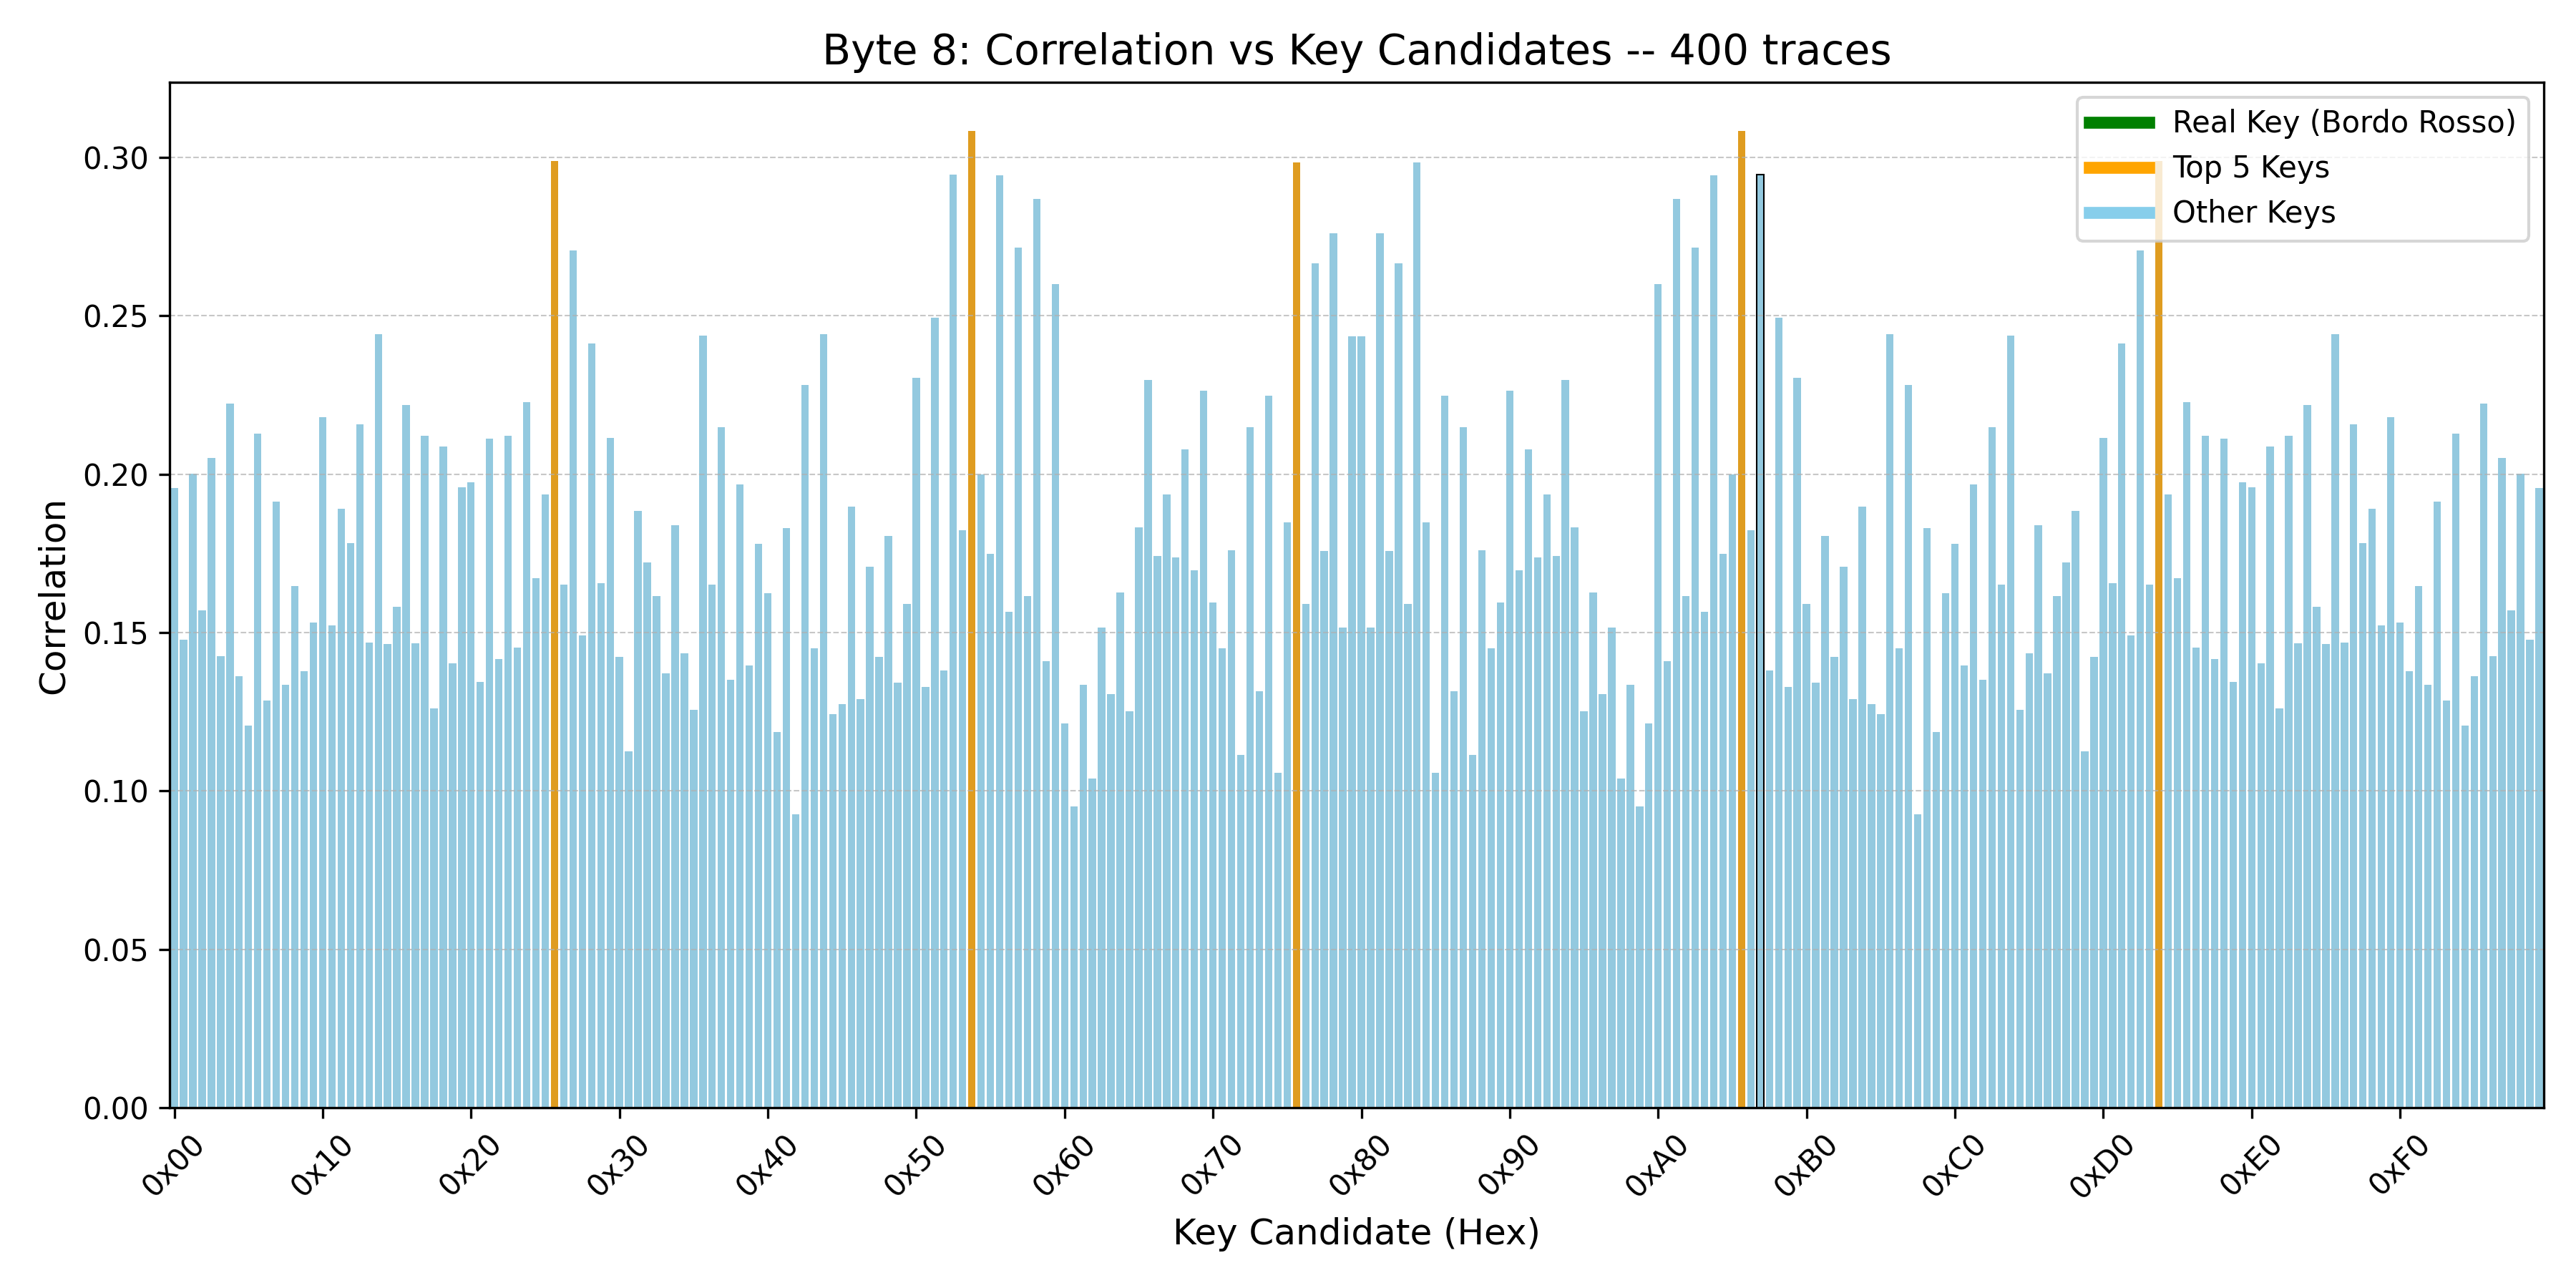 Byte 8: Correlation vs Key Candidates -- 400 traces
Real Key (Bordo Rosso)
Top 5 Keys
Other Keys
Correlation
0.30
0.25
0.20
0.15
0.10
0.05
0.00
0x00
0x10
0x20
0x30
0x40
0x50
0x60
0x70
0x80
0x90
0xA0
0xB0
0xC0
0xD0
0xE0
0xF0
Key Candidate (Hex)